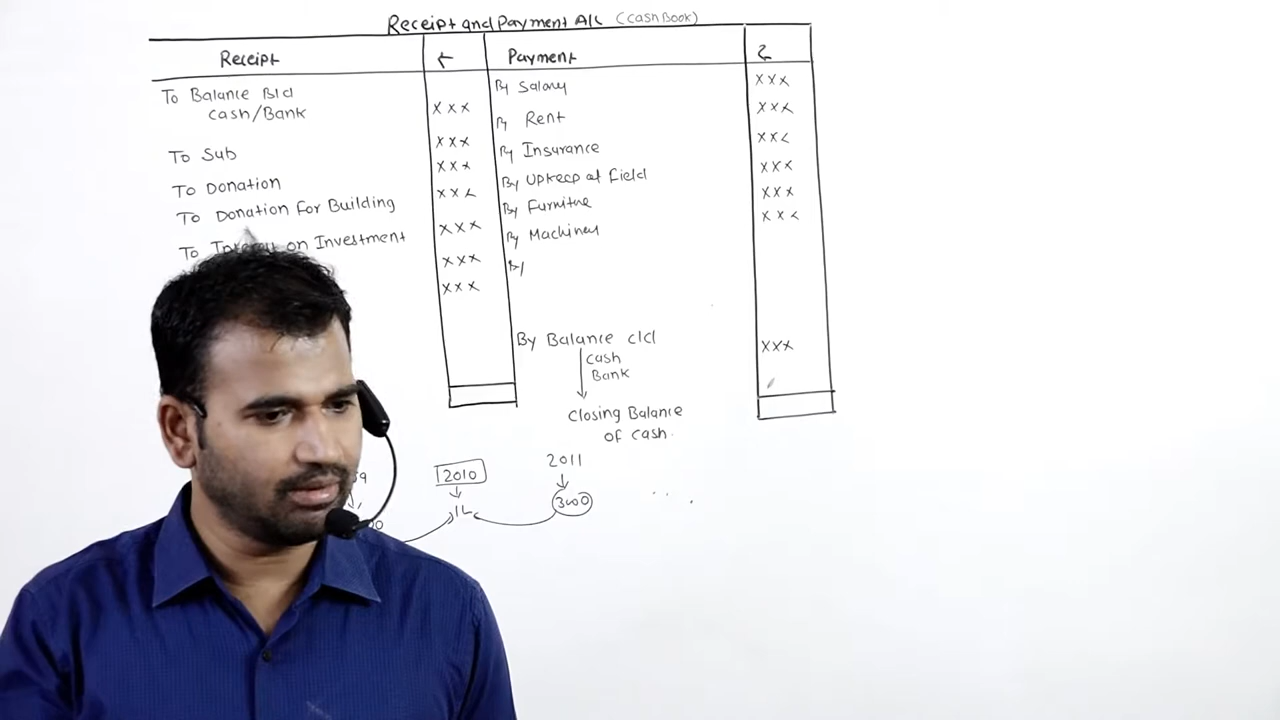 Receipt and Payment A/c (cash Book)
Receipt ₹ Payment ₹
To Balance B/d
cash/Bank xxx
To Sub xxx
To Donation xxx
To Donation for Building xxx
To Interest on Investment xxx
xxx
xxx
By Salary xxx
By Rent xxx
By Insurance xxx
By Upkeep of Field xxx
By Furniture xxx
By Machinery xxx
By
By Balance c/d xxx
cash
Bank
closing Balance
of cash.
2010
1L
2011
3000